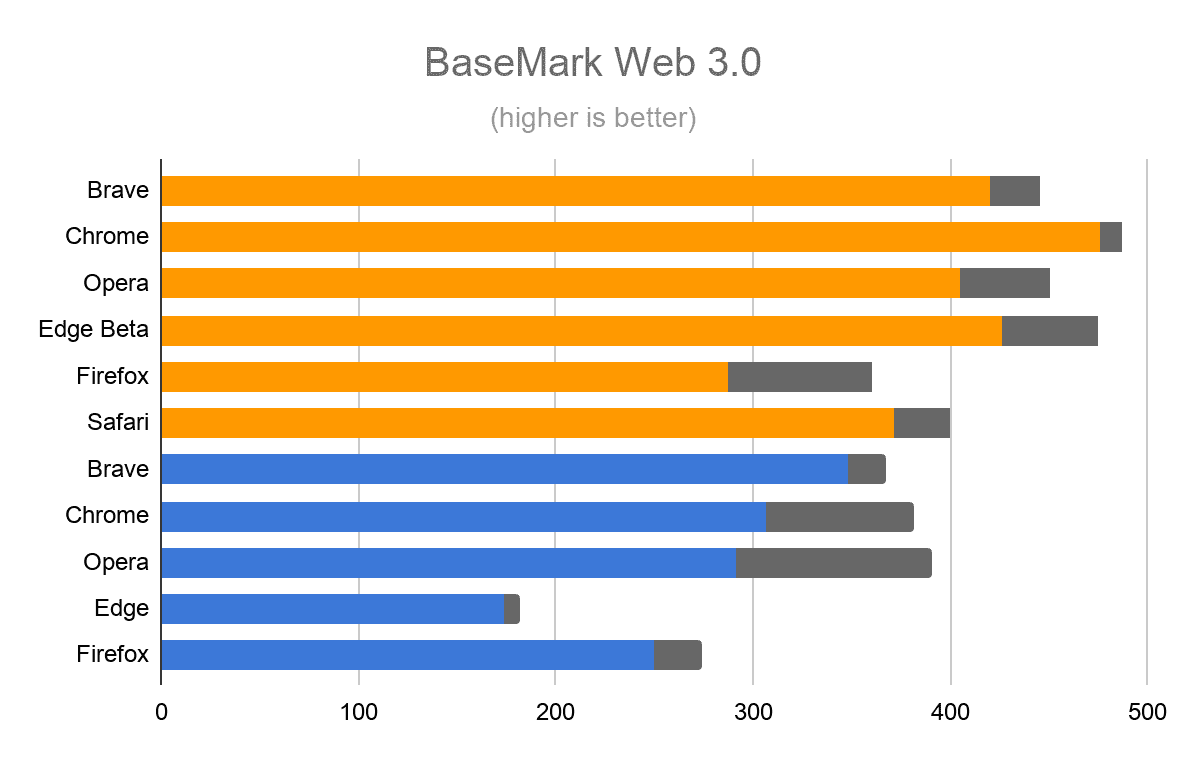 BaseMark Web 3.0
(higher is better)
Brave
Chrome
Opera
Edge Beta
Firefox
Safari
Brave
Chrome
Opera
Edge
Firefox
0 100 200 300 400 500